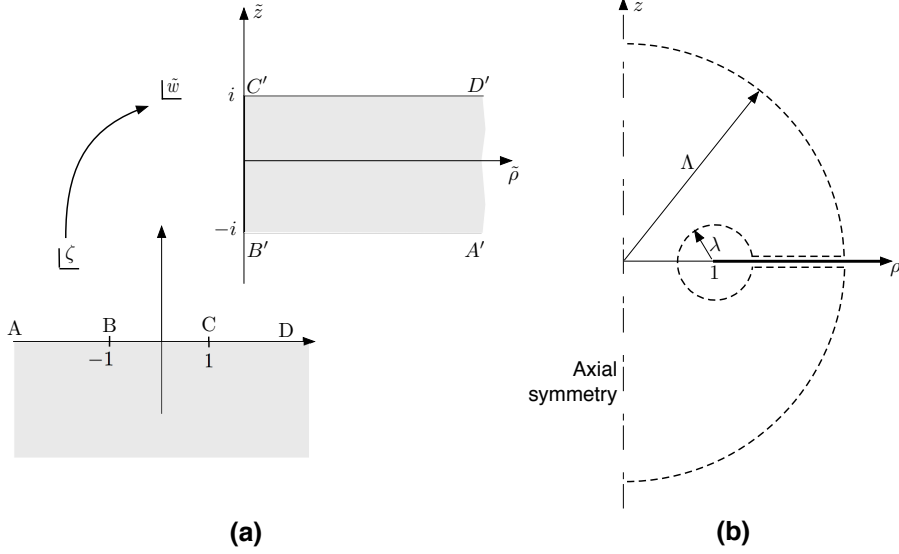 z̃
C′
D′
i
w̃
ρ̃
−i
B′
A′
ζ
A
B
C
D
−1
1
(a)
z
Λ
λ
1
ρ
Axial
symmetry
(b)